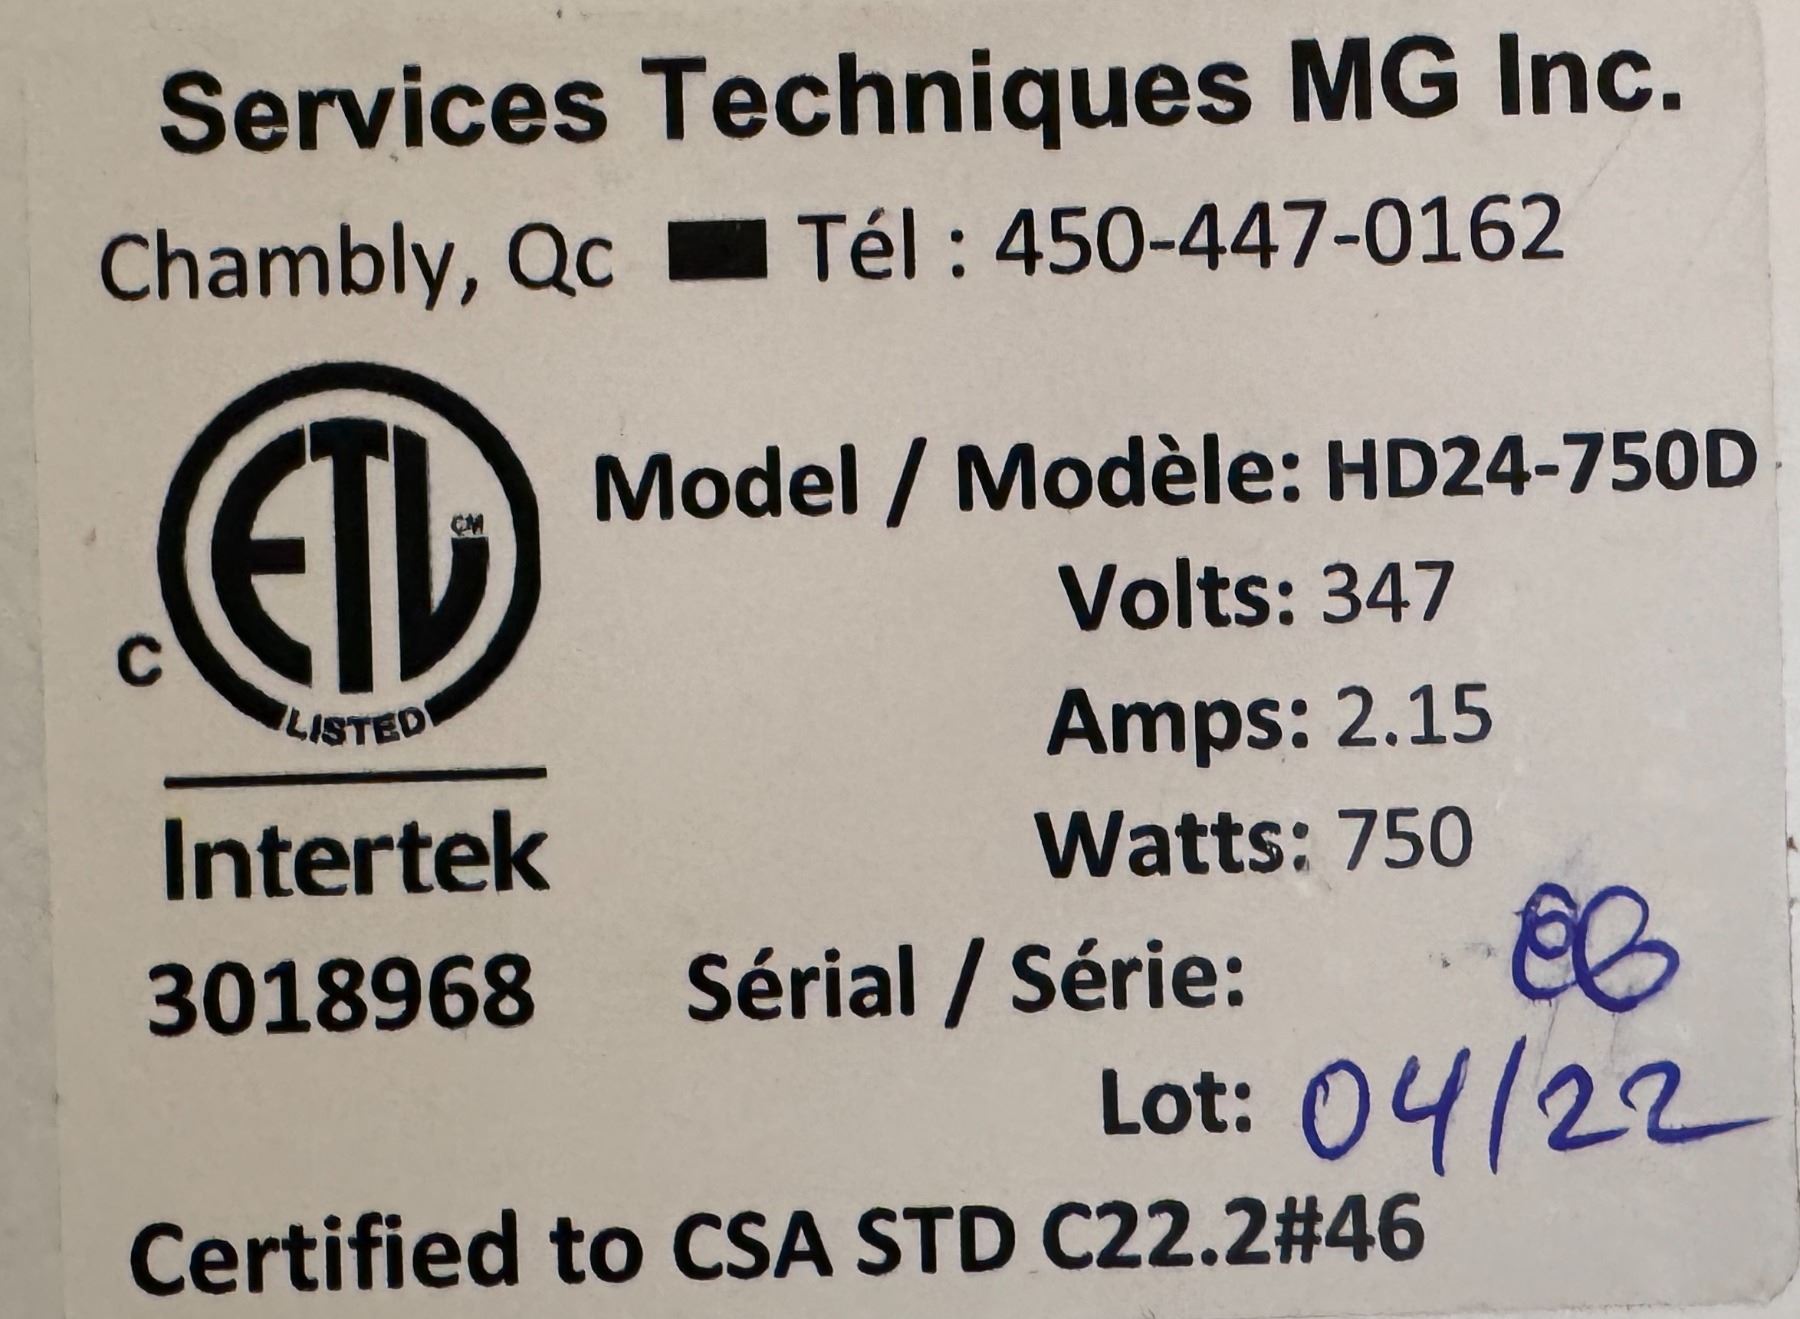 Services Techniques MG Inc.
Chambly, Qc ■ Tél : 450-447-0162
ETL CM
C
LISTED
Intertek
3018968
Model / Modèle: HD24-750D
Volts: 347
Amps: 2.15
Watts: 750
Sérial / Série:
Lot: 04/22
Certified to CSA STD C22.2#46